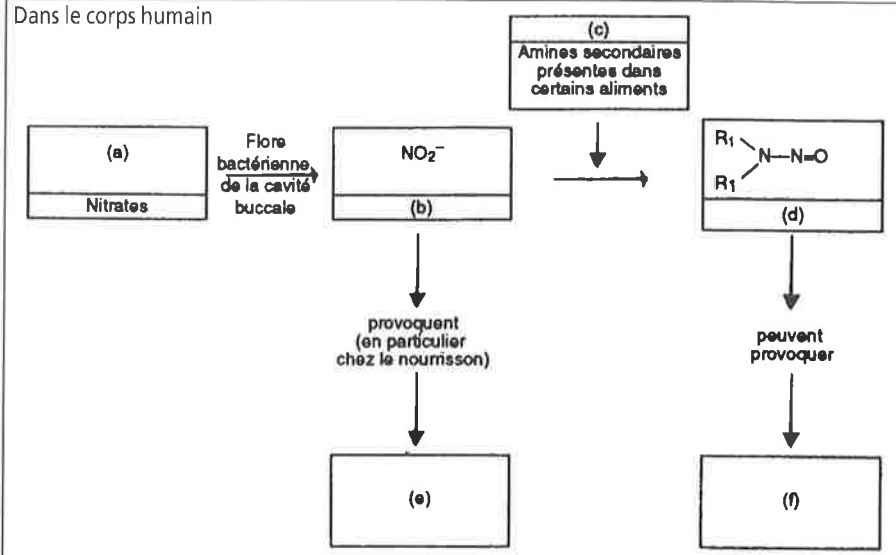 Dans le corps humain
(c)
Amines secondaires
présentes dans
certains aliments
(a)
Nitrates
Flore
bactérienne
de la cavité
buccale
NO₂⁻
(b)
R₁
N—N=O
R₁
(d)
provoquent
(en particulier
chez le nourrisson)
peuvent
provoquer
(e)
(f)